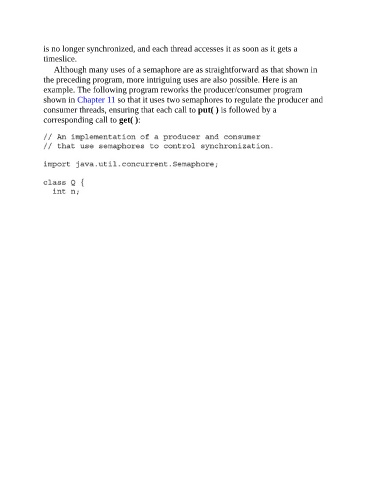 is no longer synchronized, and each thread accesses it as soon as it gets a
timeslice.
Although many uses of a semaphore are as straightforward as that shown in
the preceding program, more intriguing uses are also possible. Here is an
example. The following program reworks the producer/consumer program
shown in Chapter 11 so that it uses two semaphores to regulate the producer and
consumer threads, ensuring that each call to put( ) is followed by a
corresponding call to get( ):
// An implementation of a producer and consumer
// that use semaphores to control synchronization.
import java.util.concurrent.Semaphore;
class Q {
int n;